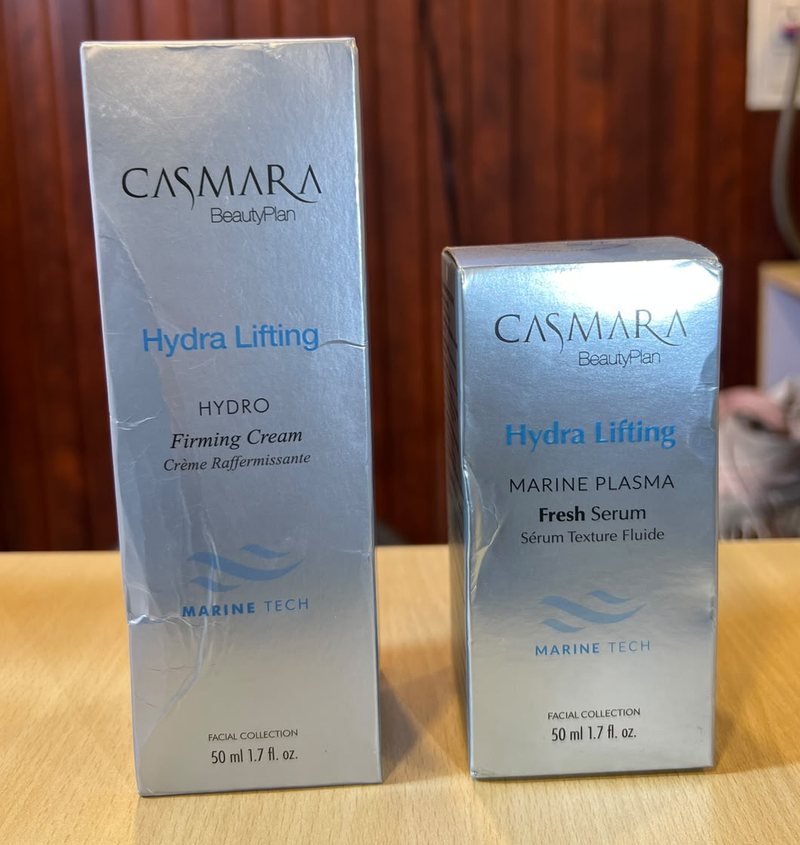 CASMARA
BeautyPlan
Hydra Lifting
HYDRO
Firming Cream
Crème Raffermissante
MARINE TECH
FACIAL COLLECTION
50 ml 1.7 fl. oz.
CASMARA
BeautyPlan
Hydra Lifting
MARINE PLASMA
Fresh Serum
Sérum Texture Fluide
MARINE TECH
FACIAL COLLECTION
50 ml 1.7 fl. oz.